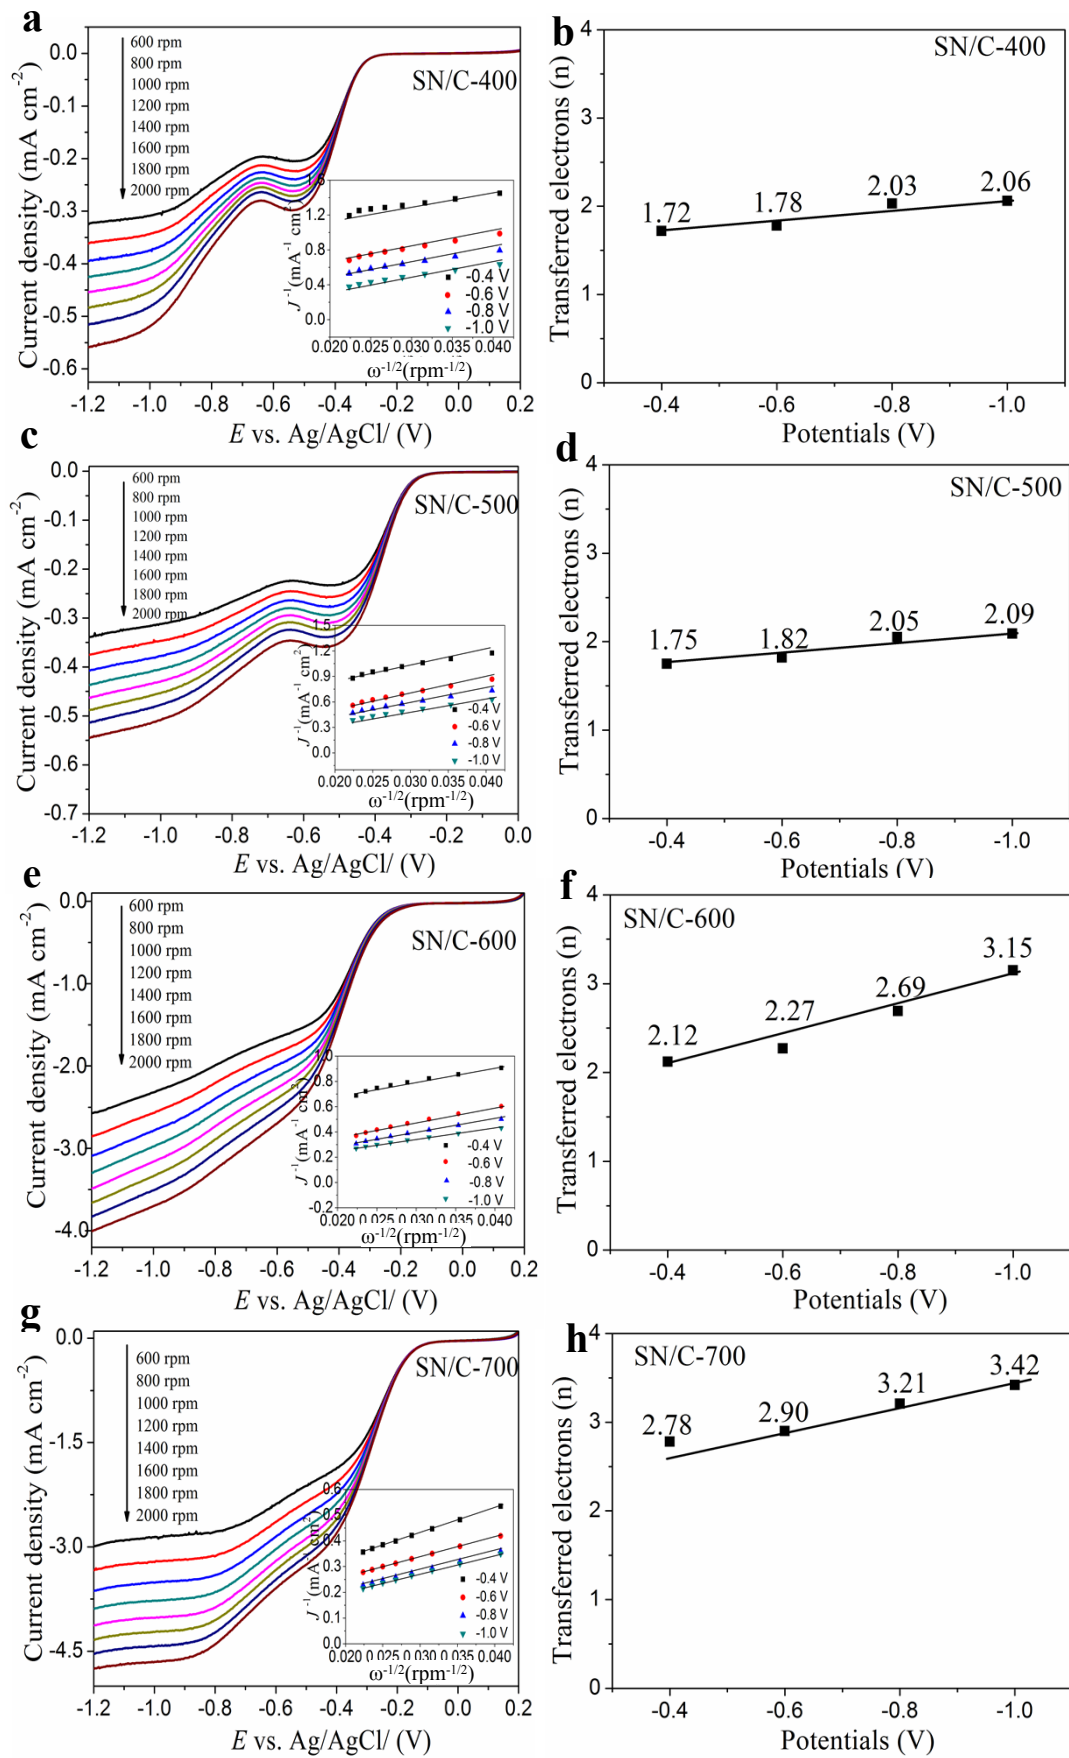 a
0.0
-0.1
-0.2
-0.3
-0.4
-0.5
-0.6
Current density (mA cm-2)
600 rpm
800 rpm
1000 rpm
1200 rpm
1400 rpm
1600 rpm
1800 rpm
2000 rpm
SN/C-400
1.2
0.8
0.4
0.0
J-1(mA-1 cm2)
-0.4 V
-0.6 V
-0.8 V
-1.0 V
0.020 0.025 0.030 0.035 0.040
ω-1/2(rpm-1/2)
-1.2 -1.0 -0.8 -0.6 -0.4 -0.2 0.0 0.2
E vs. Ag/AgCl/ (V)
b
4
3
2
1
0
Transferred electrons (n)
SN/C-400
1.72 1.78 2.03 2.06
-0.4 -0.6 -0.8 -1.0
Potentials (V)
c
0.0
-0.1
-0.2
-0.3
-0.4
-0.5
-0.6
-0.7
Current density (mA cm-2)
600 rpm
800 rpm
1000 rpm
1200 rpm
1400 rpm
1600 rpm
1800 rpm
2000 rpm
SN/C-500
1.5
1.2
0.9
0.6
0.3
0.0
J-1(mA-1 cm2)
-0.4 V
-0.6 V
-0.8 V
-1.0 V
0.020 0.025 0.030 0.035 0.040
ω-1/2(rpm-1/2)
-1.2 -1.0 -0.8 -0.6 -0.4 -0.2 0.0
E vs. Ag/AgCl/ (V)
d
4
3
2
1
0
Transferred electrons (n)
SN/C-500
1.75 1.82 2.05 2.09
-0.4 -0.6 -0.8 -1.0
Potentials (V)
e
0.0
-1.0
-2.0
-3.0
-4.0
Current density (mA cm-2)
600 rpm
800 rpm
1000 rpm
1200 rpm
1400 rpm
1600 rpm
1800 rpm
2000 rpm
SN/C-600
1.0
0.8
0.6
0.4
0.2
0.0
-0.2
J-1(mA-1 cm2)
-0.4 V
-0.6 V
-0.8 V
-1.0 V
0.020 0.025 0.030 0.035 0.040
ω-1/2(rpm-1/2)
-1.2 -1.0 -0.8 -0.6 -0.4 -0.2 0.0 0.2
E vs. Ag/AgCl/ (V)
f
4
3
2
1
0
Transferred electrons (n)
SN/C-600
2.12 2.27 2.69 3.15
-0.4 -0.6 -0.8 -1.0
Potentials (V)
g
0.0
-1.5
-3.0
-4.5
Current density (mA cm-2)
600 rpm
800 rpm
1000 rpm
1200 rpm
1400 rpm
1600 rpm
1800 rpm
2000 rpm
SN/C-700
0.6
0.5
0.4
0.3
0.2
0.1
0.0
J-1(mA-1 cm2)
-0.4 V
-0.6 V
-0.8 V
-1.0 V
0.020 0.025 0.030 0.035 0.040
ω-1/2(rpm-1/2)
-1.2 -1.0 -0.8 -0.6 -0.4 -0.2 0.0 0.2
E vs. Ag/AgCl/ (V)
h
4
3
2
1
0
Transferred electrons (n)
SN/C-700
2.78 2.90 3.21 3.42
-0.4 -0.6 -0.8 -1.0
Potentials (V)